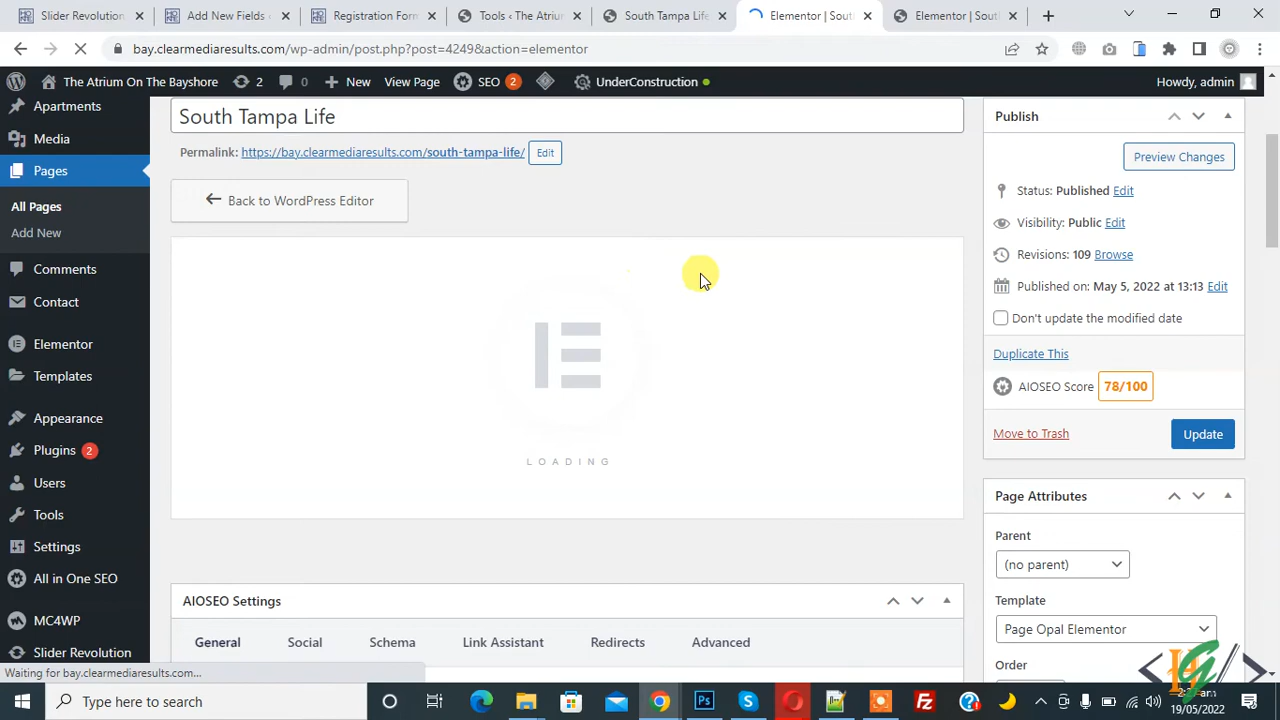 Slider Revolution
Add New Fields ‹
Registration Form
Tools ‹ The Atrium
South Tampa Life
Elementor | Sou
Elementor | Sou
bay.clearmediaresults.com/wp-admin/post.php?post=4249&action=elementor
The Atrium On The Bayshore
2
0
New
View Page
SEO
2
UnderConstruction
Howdy, admin
Apartments
Media
Pages
All Pages
Add New
Comments
Contact
Elementor
Templates
Appearance
Plugins 2
Users
Tools
Settings
All in One SEO
MC4WP
Slider Revolution
South Tampa Life
Permalink: https://bay.clearmediaresults.com/south-tampa-life/ Edit
Back to WordPress Editor
LOADING
AIOSEO Settings
General
Social
Schema
Link Assistant
Redirects
Advanced
Publish
Preview Changes
Status: Published Edit
Visibility: Public Edit
Revisions: 109 Browse
Published on: May 5, 2022 at 13:13 Edit
Don't update the modified date
Duplicate This
AIOSEO Score 78/100
Move to Trash
Update
Page Attributes
Parent
(no parent)
Template
Page Opal Elementor
Order
Waiting for bay.clearmediaresults.com...
Type here to search
19/05/2022